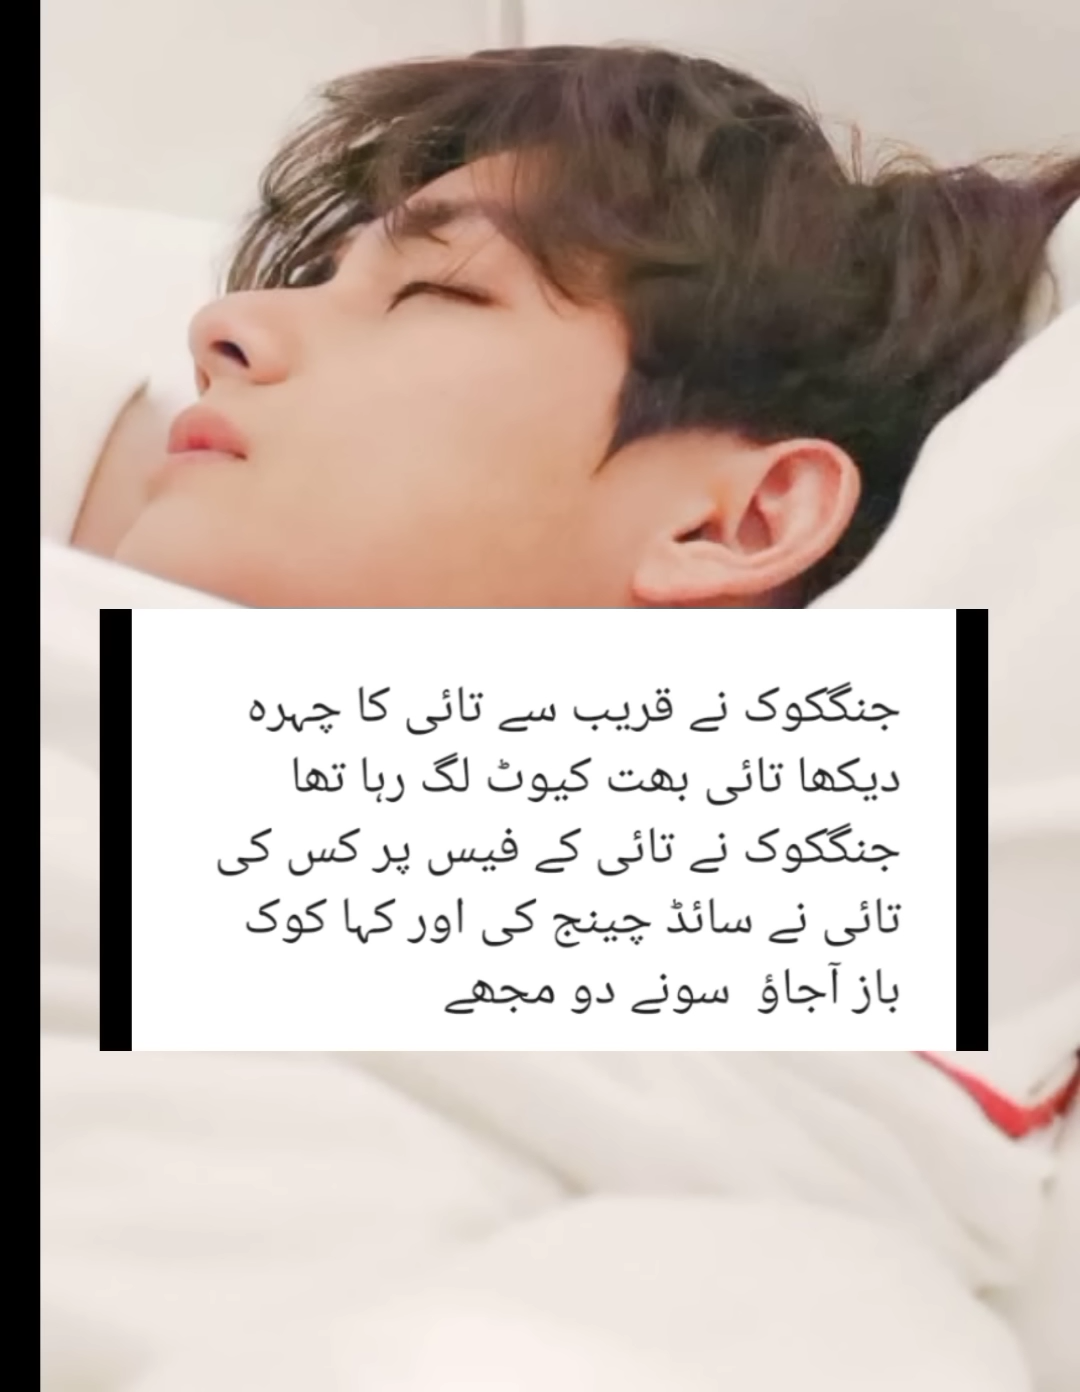 جنگکوک نے قریب سے تائی کا چہرہ
دیکھا تائی بھت کیوٹ لگ رہا تھا
جنگکوک نے تائی کے فیس پر کس کی
تائی نے سائڈ چینج کی اور کہا کوک
باز آجاؤ سونے دو مجھے